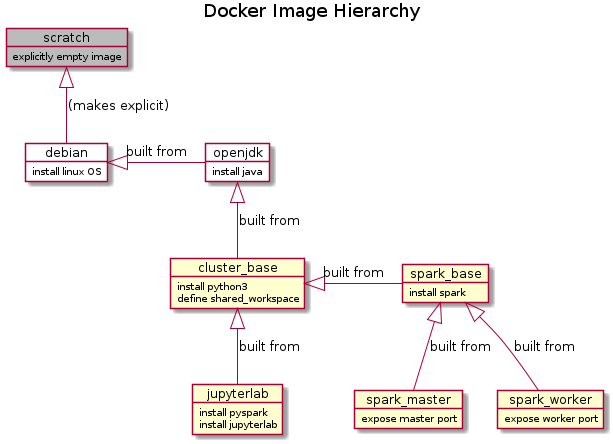 Docker Image Hierarchy
scratch
explicitly empty image
(makes explicit)
debian
install linux OS
built from
openjdk
install java
built from
cluster_base
install python3
define shared_workspace
built from
spark_base
install spark
built from
built from
built from
jupyterlab
install pyspark
install jupyterlab
spark_master
expose master port
spark_worker
expose worker port